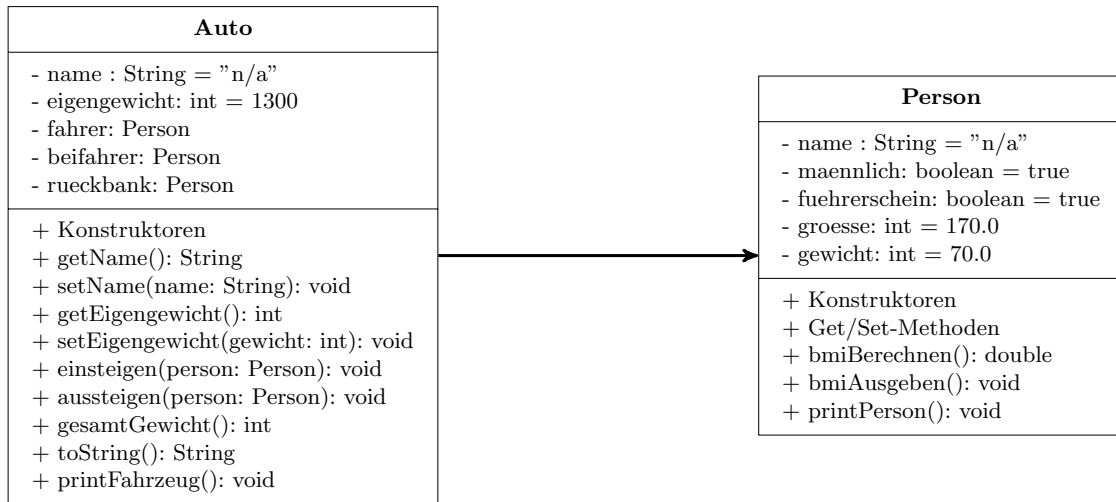 Auto
- name : String = ”n/a”
- eigengewicht: int = 1300
- fahrer: Person
- beifahrer: Person
- rueckbank: Person
+ Konstruktoren
+ getName(): String
+ setName(name: String): void
+ getEigengewicht(): int
+ setEigengewicht(gewicht: int): void
+ einsteigen(person: Person): void
+ aussteigen(person: Person): void
+ gesamtGewicht(): int
+ toString(): String
+ printFahrzeug(): void
Person
- name : String = ”n/a”
- maennlich: boolean = true
- fuehrerschein: boolean = true
- groesse: int = 170.0
- gewicht: int = 70.0
+ Konstruktoren
+ Get/Set-Methoden
+ bmiBerechnen(): double
+ bmiAusgeben(): void
+ printPerson(): void